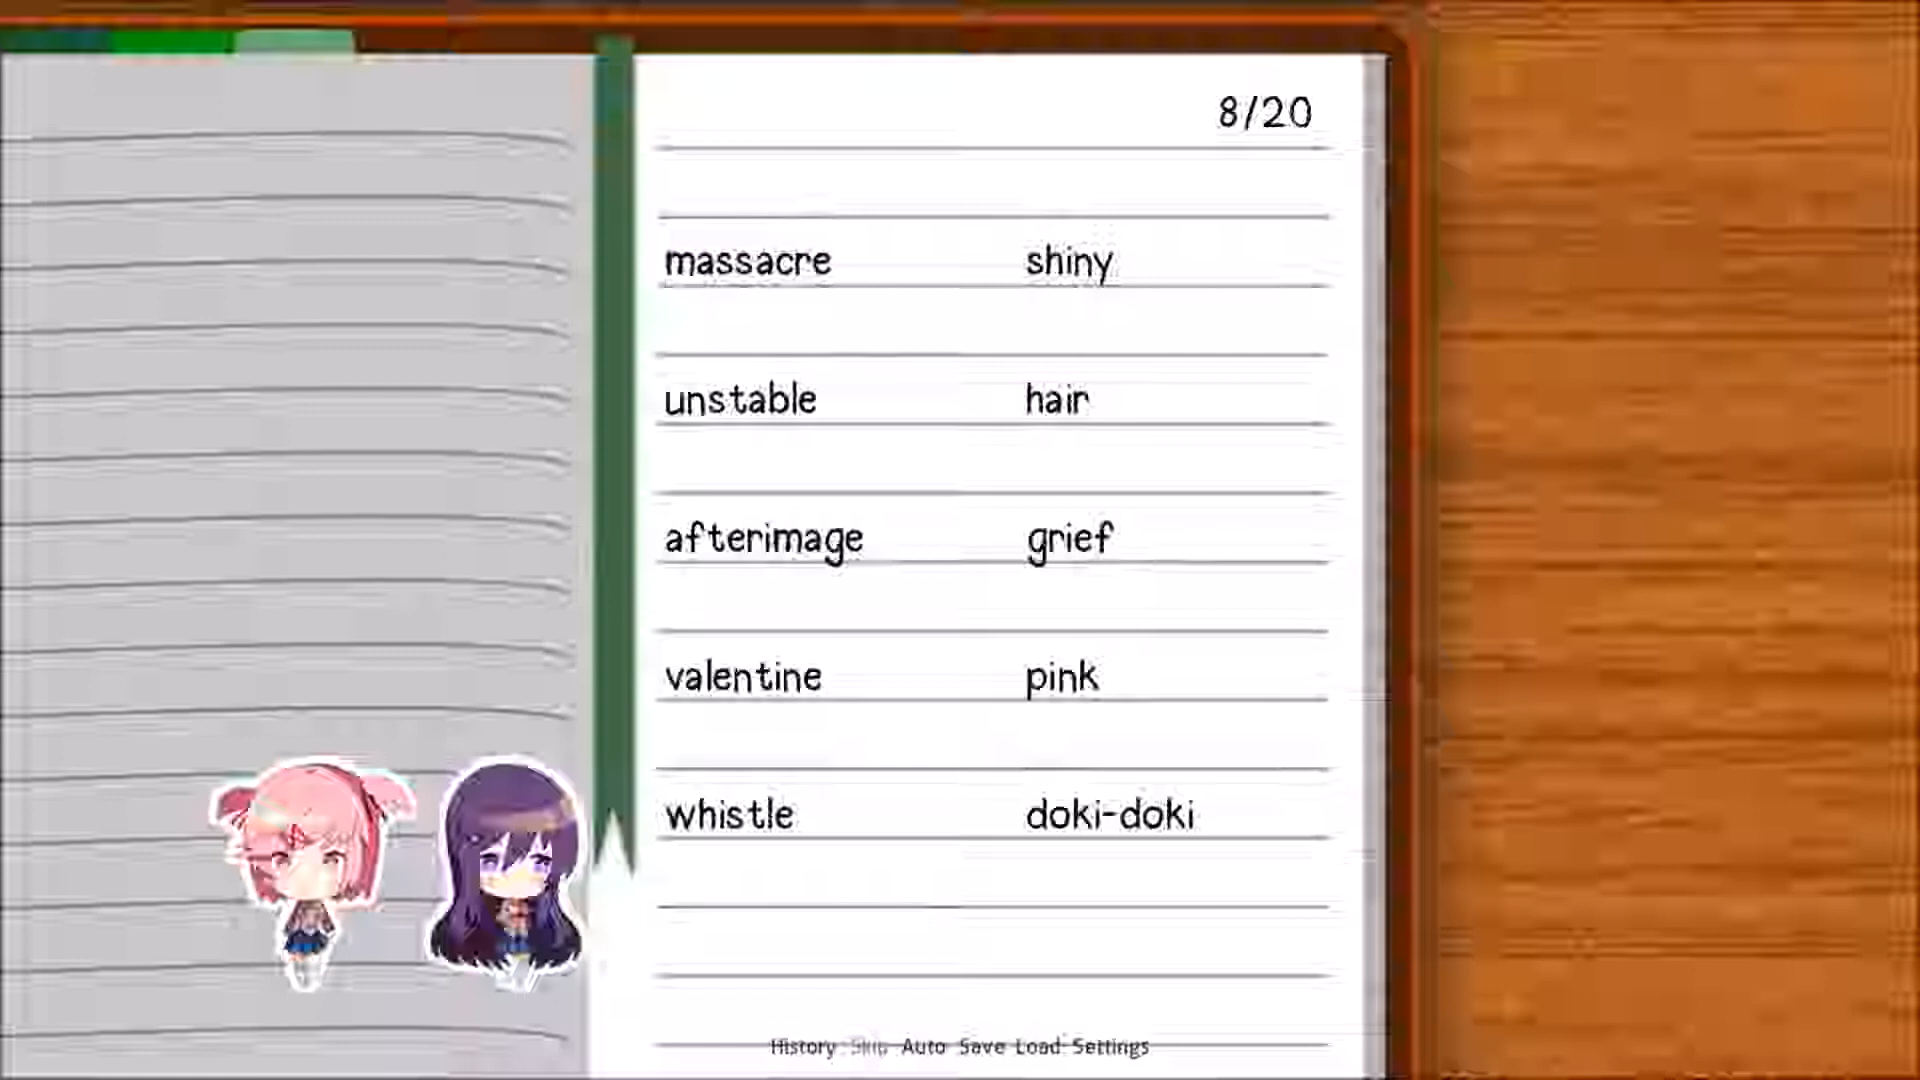 8/20
massacre shiny
unstable hair
afterimage grief
valentine pink
whistle doki-doki
History Skip Auto Save Load Settings